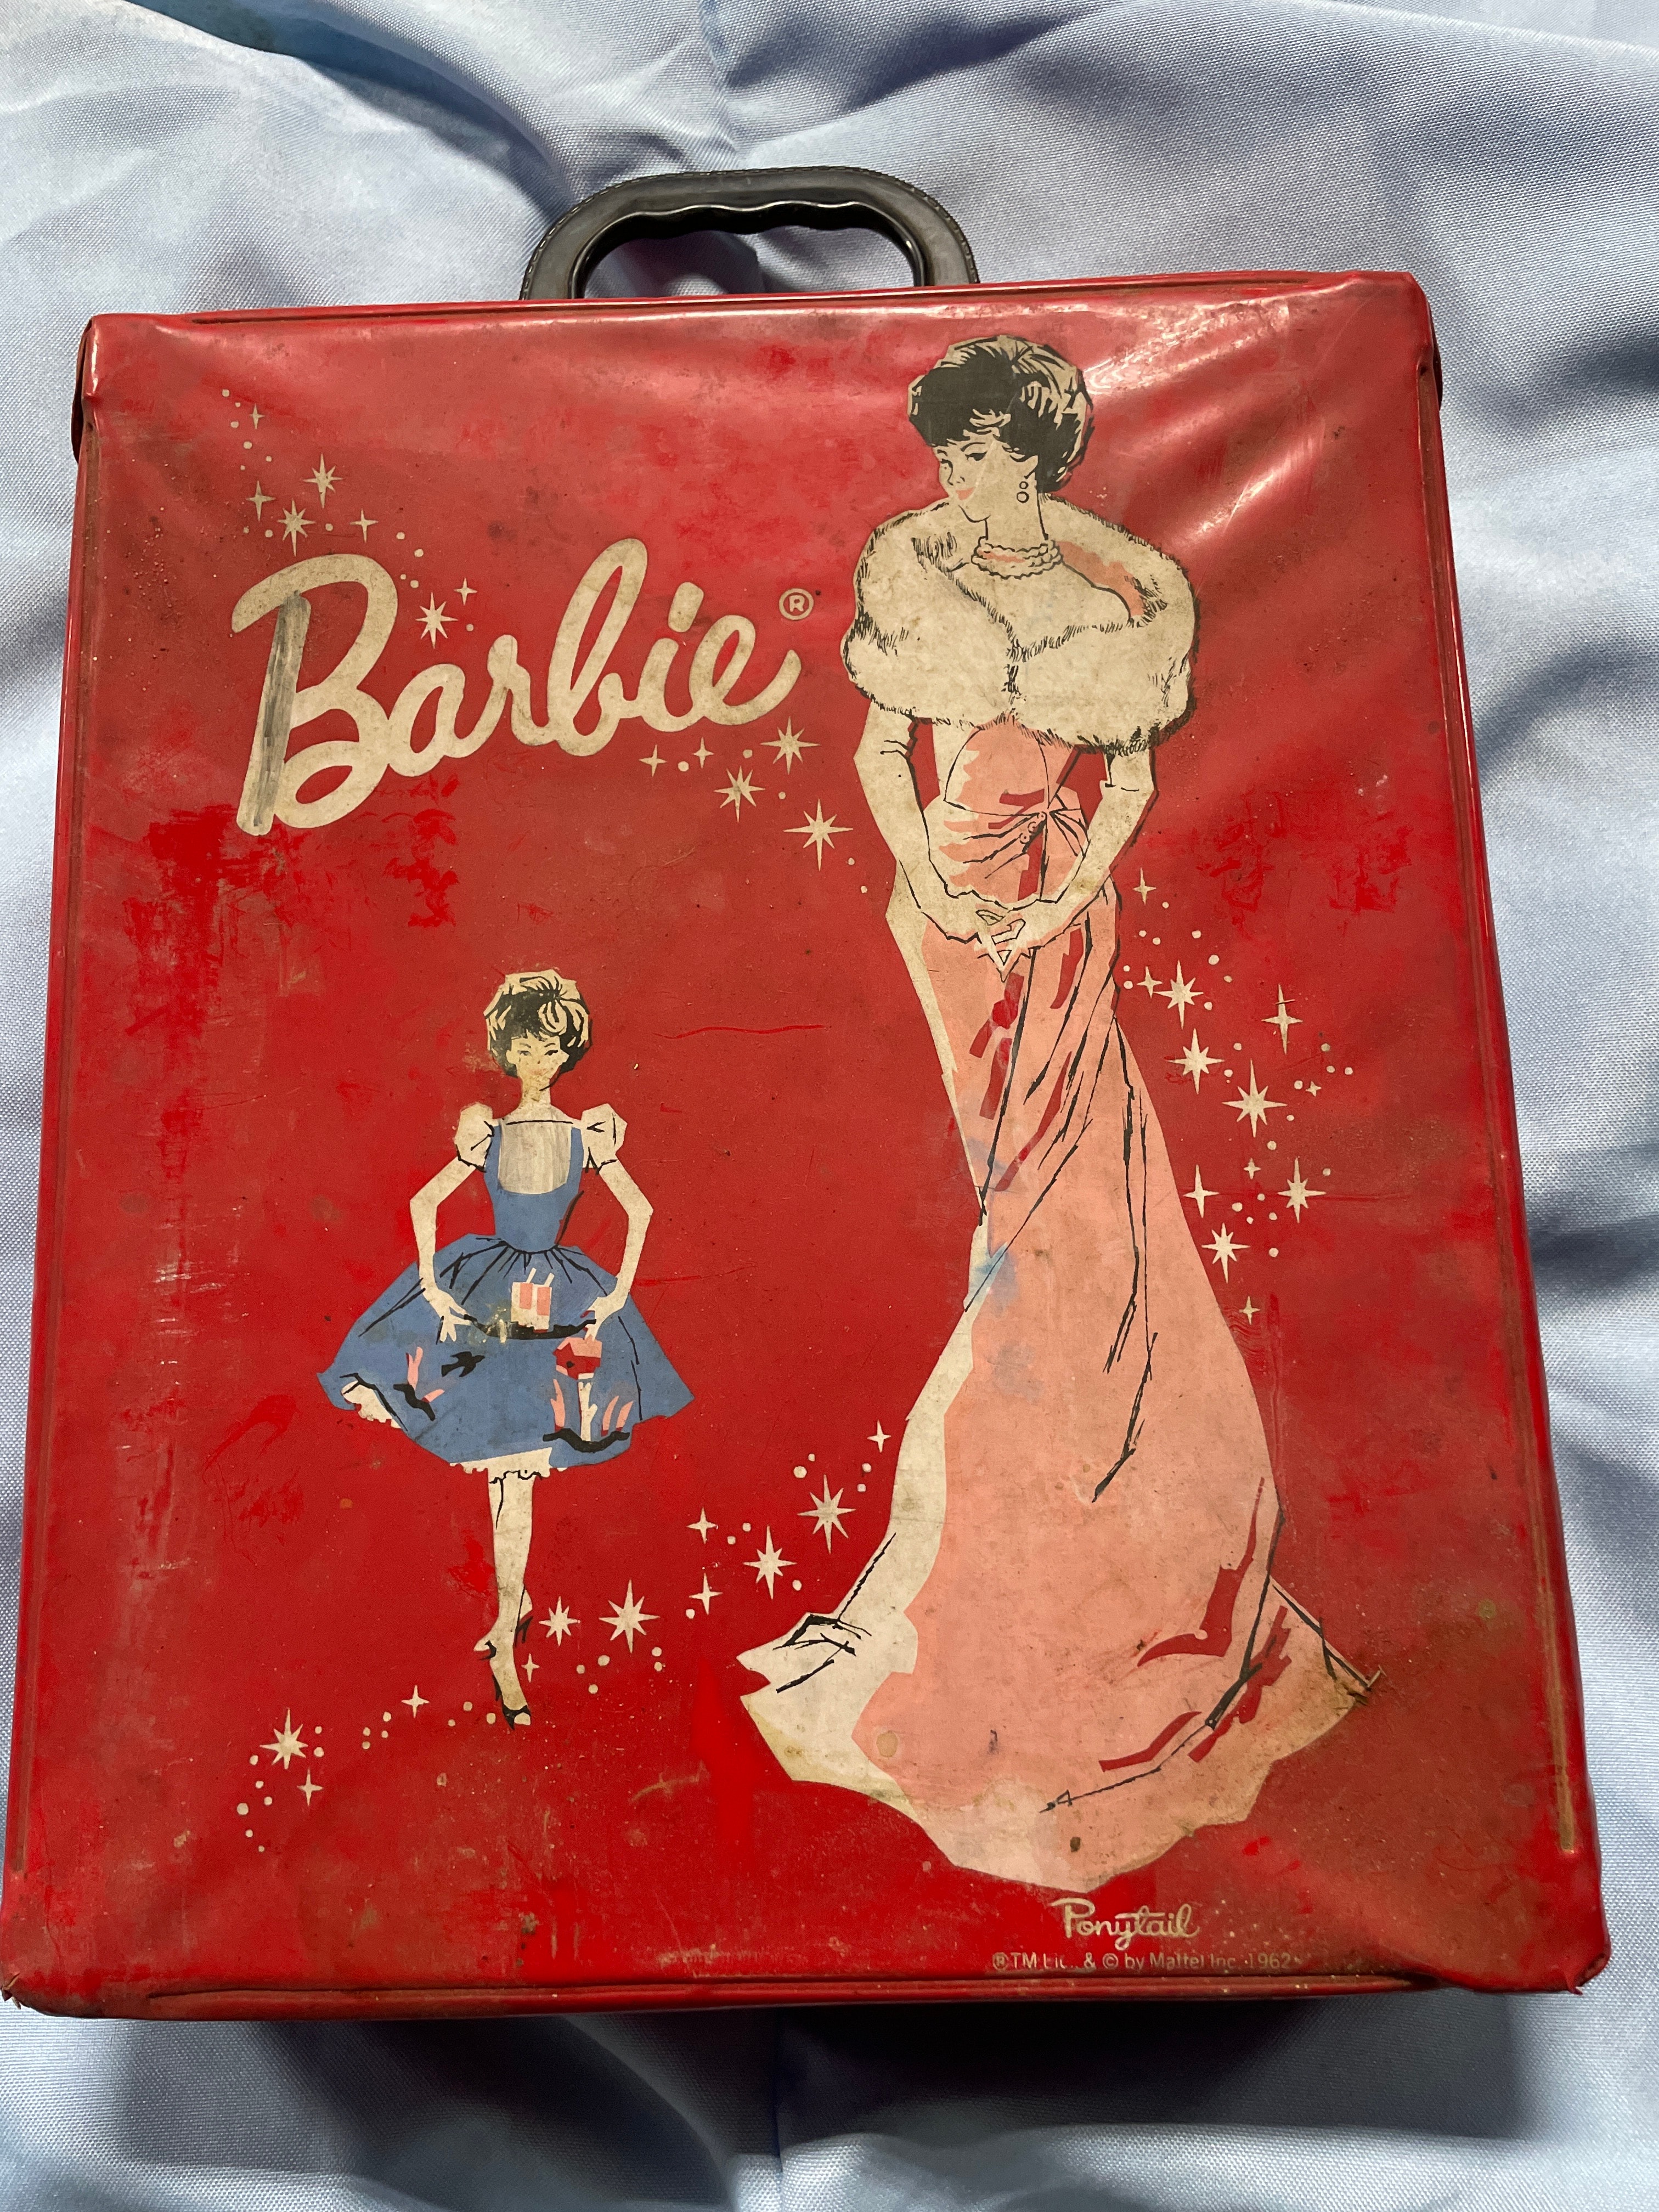 Barbie®
Ponytail
®TM Lic. & © by Mattel Inc. 1962